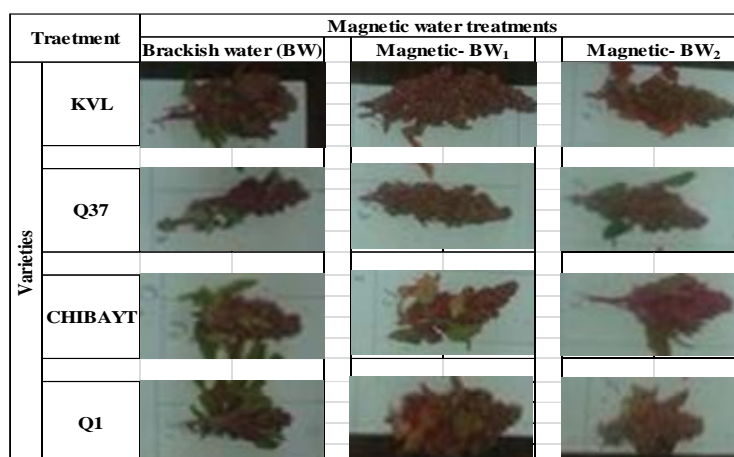 Traetment
Magnetic water treatments
Brackish water (BW)
Magnetic- BW₁
Magnetic- BW₂
Varieties
KVL
Q37
CHIBAYT
Q1